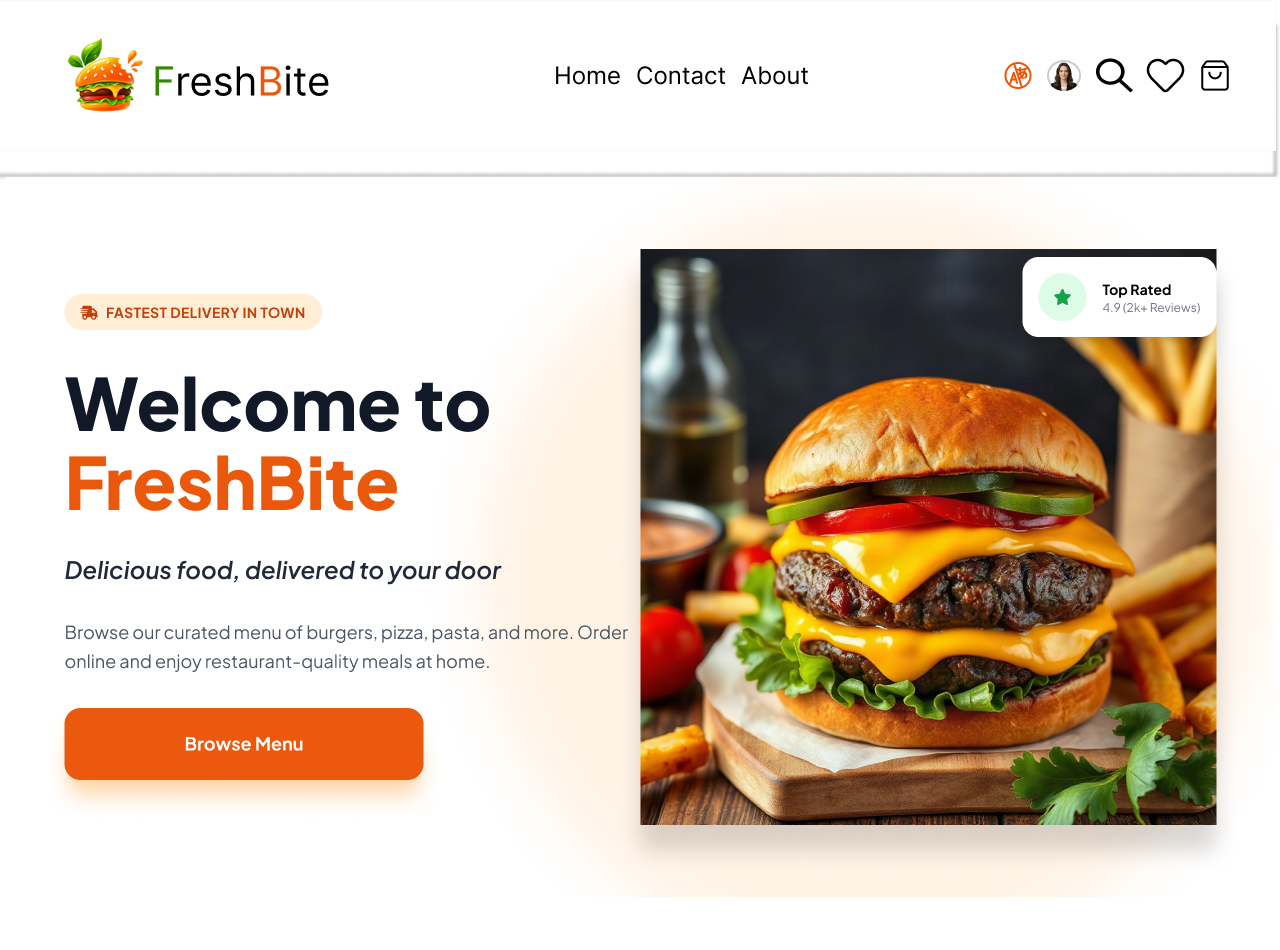 FreshBite
Home Contact About
FASTEST DELIVERY IN TOWN
Top Rated
4.9 (2k+ Reviews)
Welcome to
FreshBite
Delicious food, delivered to your door
Browse our curated menu of burgers, pizza, pasta, and more. Order
online and enjoy restaurant-quality meals at home.
Browse Menu